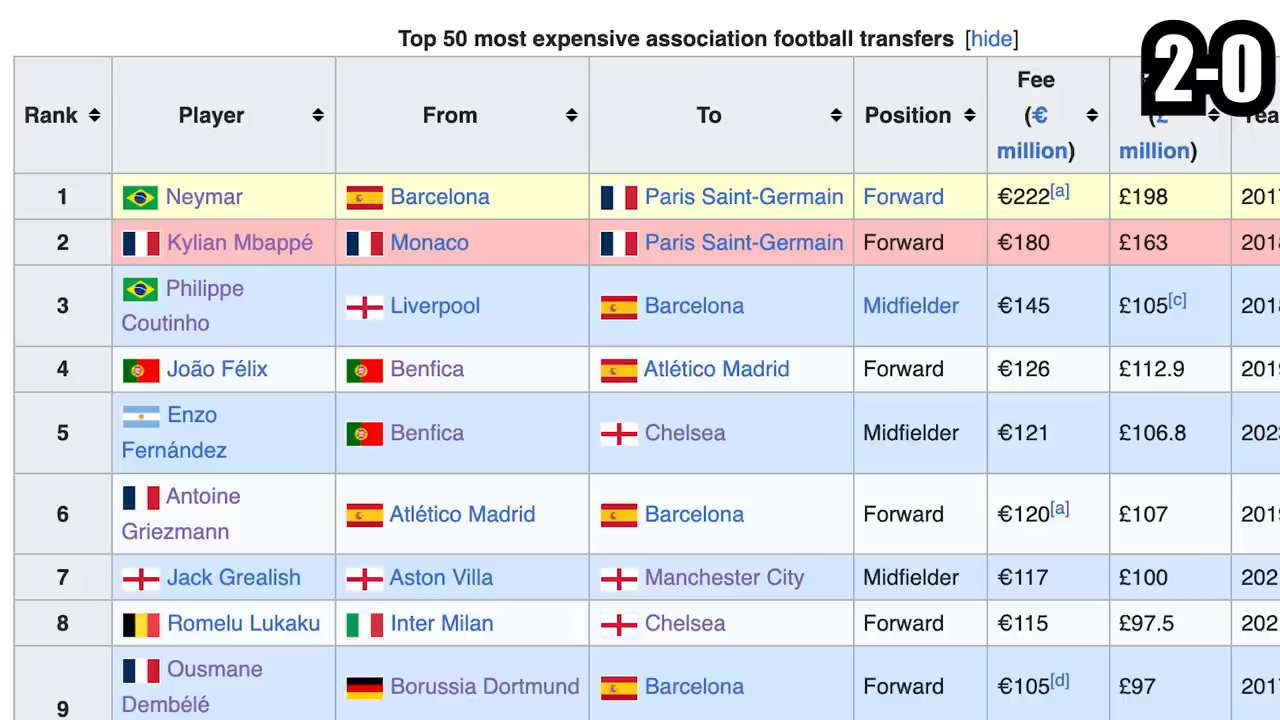 Top 50 most expensive association football transfers [hide]
2-0
Rank Player From To Position Fee (€ million) (£ million)
1 Neymar Barcelona Paris Saint-Germain Forward €222[a] £198
2 Kylian Mbappé Monaco Paris Saint-Germain Forward €180 £163
3 Philippe Coutinho Liverpool Barcelona Midfielder €145 £105[c]
4 João Félix Benfica Atlético Madrid Forward €126 £112.9
5 Enzo Fernández Benfica Chelsea Midfielder €121 £106.8
6 Antoine Griezmann Atlético Madrid Barcelona Forward €120[a] £107
7 Jack Grealish Aston Villa Manchester City Midfielder €117 £100
8 Romelu Lukaku Inter Milan Chelsea Forward €115 £97.5
9 Ousmane Dembélé Borussia Dortmund Barcelona Forward €105[d] £97